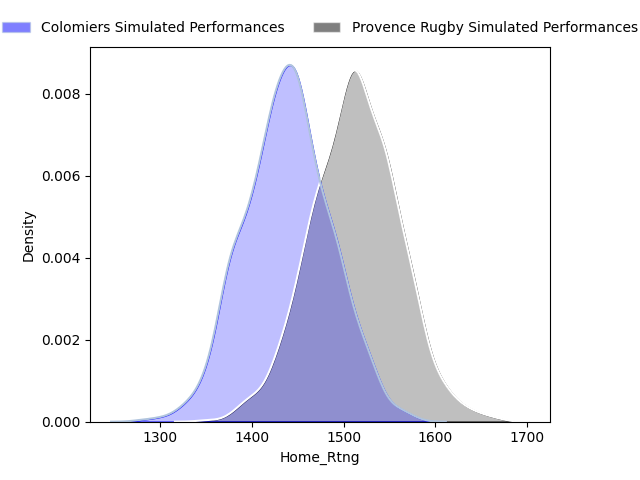 Colomiers Simulated Performances
Provence Rugby Simulated Performances
0.008
0.006
0.004
0.002
0.000
Density
1300
1400
1500
1600
1700
Home_Rtng